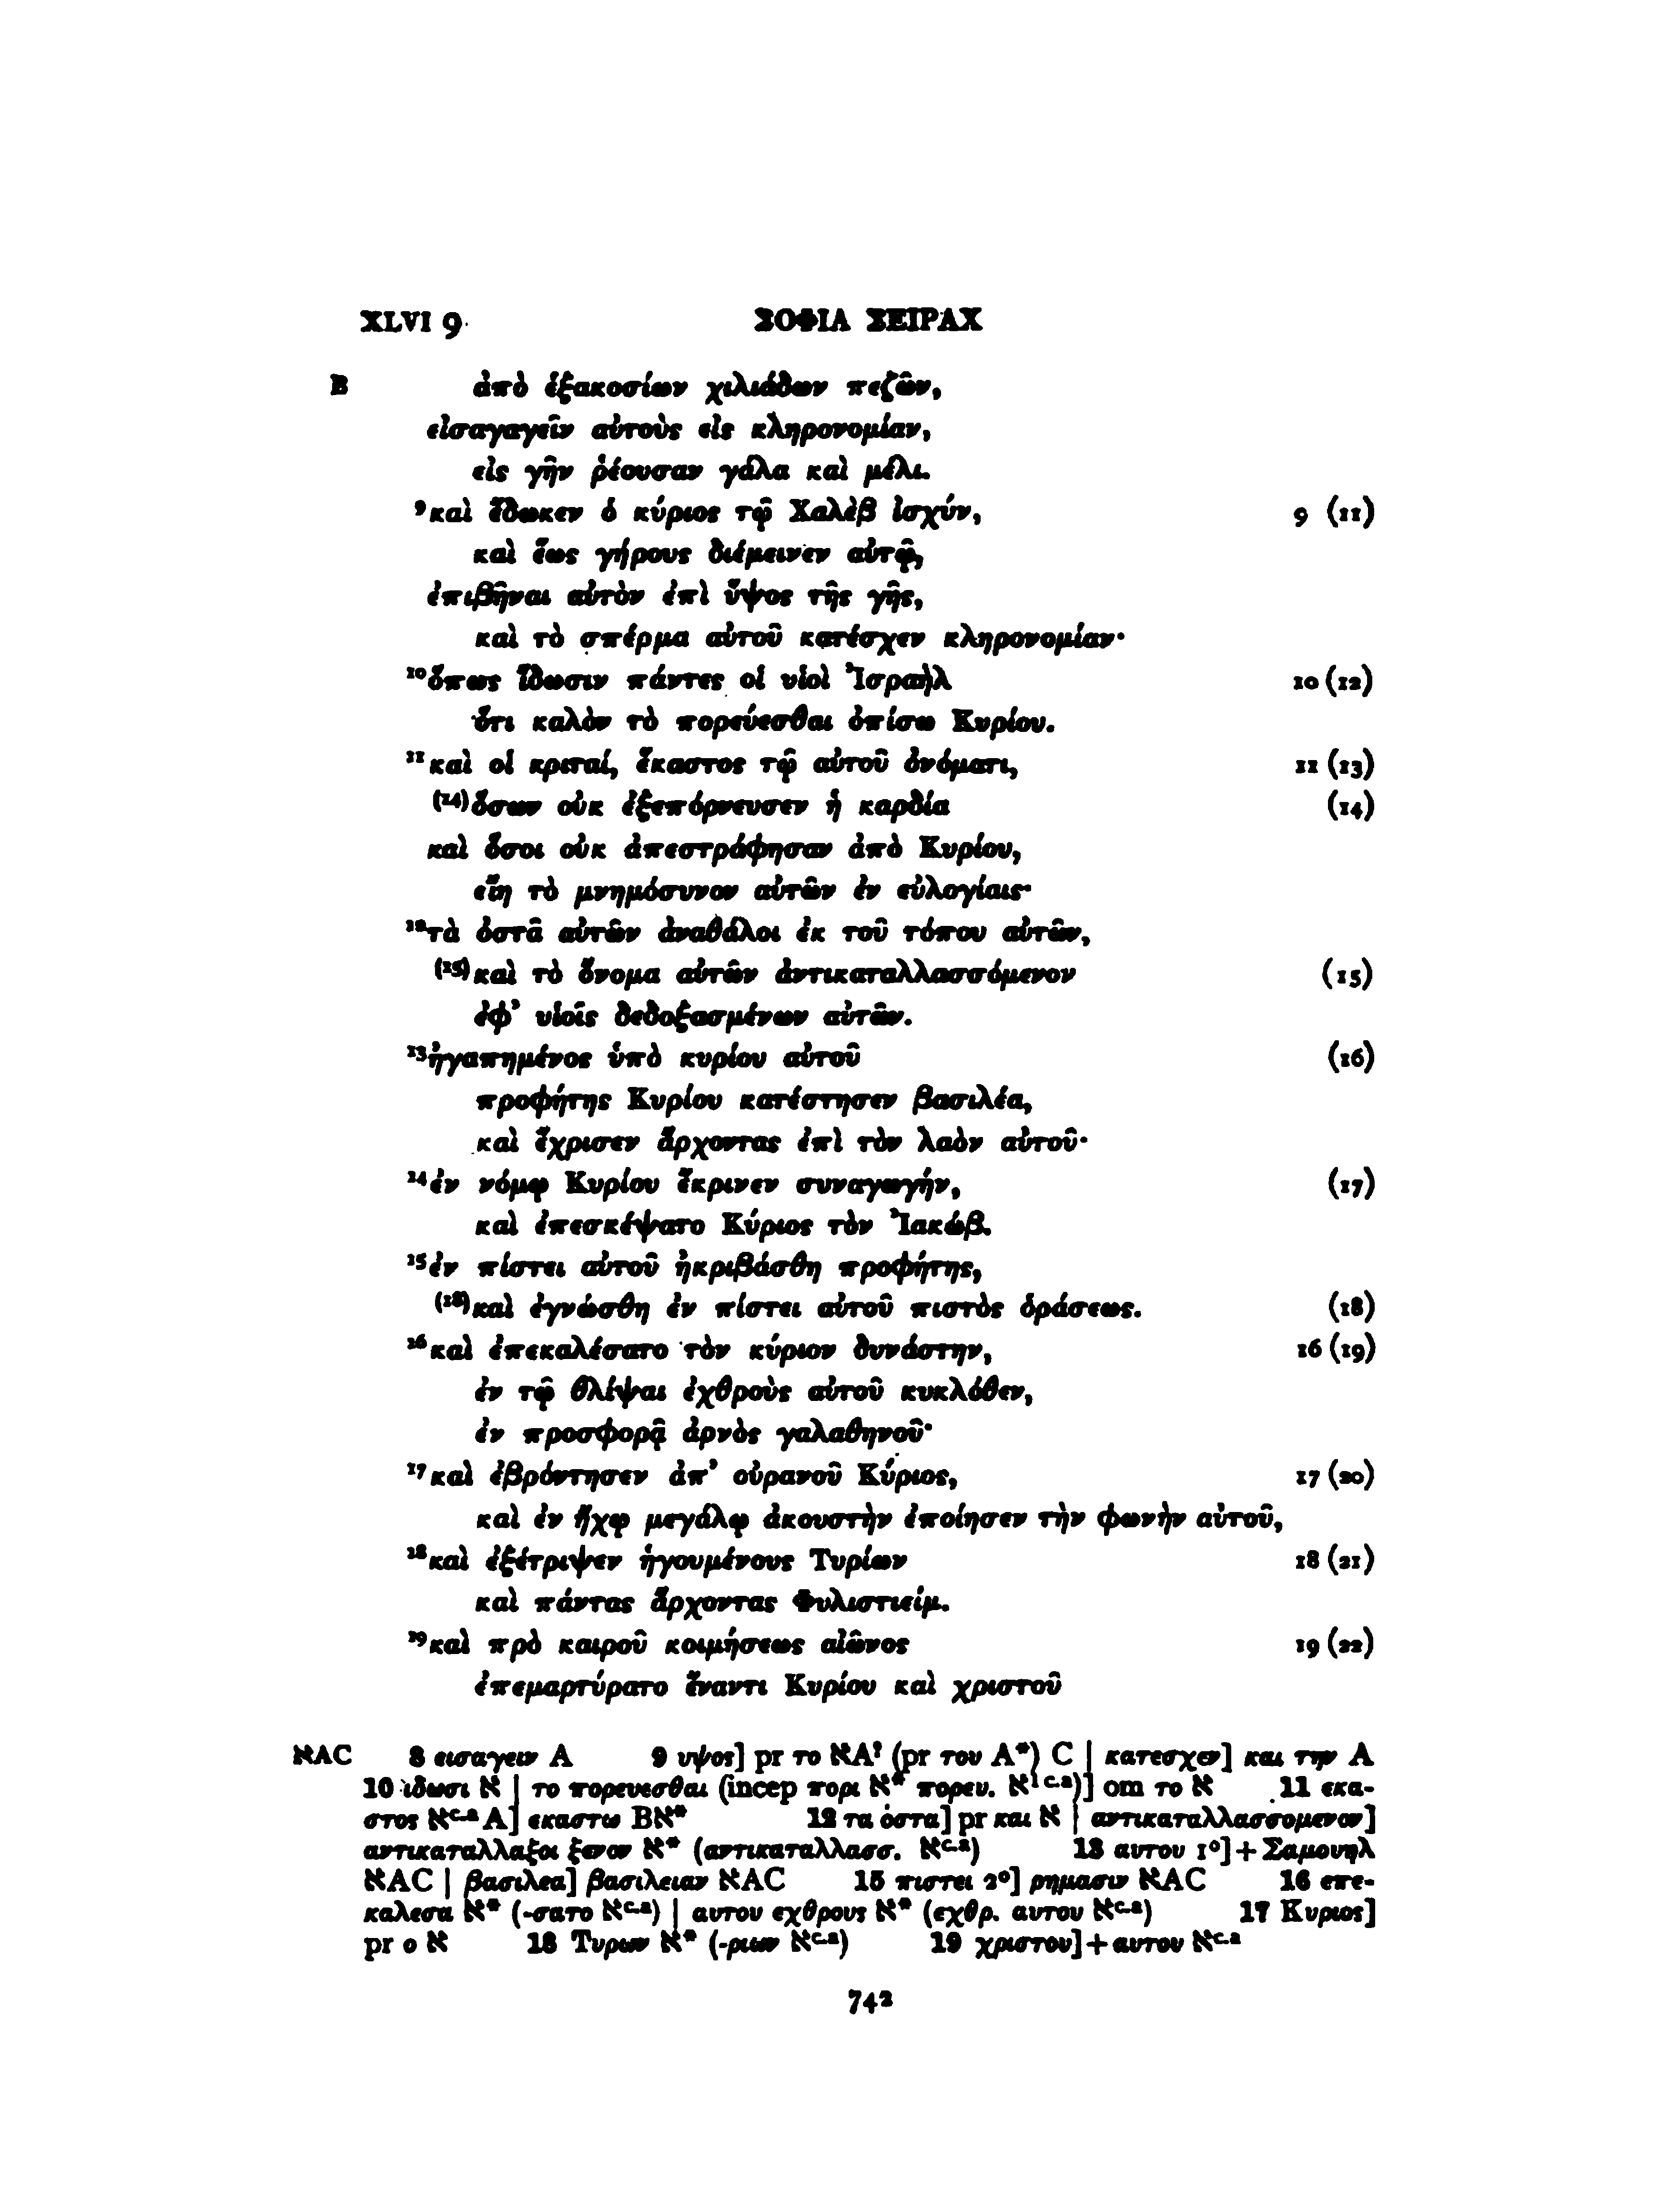 XLVI 9 ΣΟΦΙΑ ΣΕΙΡΑΧ
B ἀπὸ ἑξακοσίων χιλιάδων πεζῶν,
εἰσαγαγεῖν αὐτοὺς εἰς κληρονομίαν,
εἰς γῆν ῥέουσαν γάλα καὶ μέλι.
⁹καὶ ἔδωκεν ὁ κύριος τῷ Χαλὲβ ἰσχύν, 9 (11)
καὶ ἕως γήρους διέμεινεν αὐτῷ,
ἐπιβῆναι αὐτὸν ἐπὶ ὕψος τῆς γῆς,
καὶ τὸ σπέρμα αὐτοῦ κατέσχεν κληρονομίαν·
¹⁰ὅπως ἴδωσιν πάντες οἱ υἱοὶ Ἰσραὴλ 10 (12)
ὅτι καλὸν τὸ πορεύεσθαι ὀπίσω Κυρίου.
¹¹καὶ οἱ κριταί, ἕκαστος τῷ αὐτοῦ ὀνόματι, 11 (13)
(14)ὅσων οὐκ ἐξεπόρνευσεν ἡ καρδία (14)
καὶ ὅσοι οὐκ ἀπεστράφησαν ἀπὸ Κυρίου,
εἴη τὸ μνημόσυνον αὐτῶν ἐν εὐλογίαις·
¹²τὰ ὀστᾶ αὐτῶν ἀναθάλοι ἐκ τοῦ τόπου αὐτῶν,
(15)καὶ τὸ ὄνομα αὐτῶν ἀντικαταλλασσόμενον (15)
ἐφ᾽ υἱοῖς δεδοξασμένων αὐτῶν.
¹³ἠγαπημένος ὑπὸ κυρίου αὐτοῦ (16)
προφήτης Κυρίου κατέστησεν βασιλέα,
καὶ ἔχρισεν ἄρχοντας ἐπὶ τὸν λαὸν αὐτοῦ·
¹⁴ἐν νόμῳ Κυρίου ἔκρινεν συναγωγήν, (17)
καὶ ἐπεσκέψατο Κύριος τὸν Ἰακώβ.
¹⁵ἐν πίστει αὐτοῦ ἠκριβάσθη προφήτης,
(18)καὶ ἐγνώσθη ἐν πίστει αὐτοῦ πιστὸς ὁράσεως. (18)
¹⁶καὶ ἐπεκαλέσατο τὸν κύριον δυνάστην, 16 (19)
ἐν τῷ θλίψαι ἐχθροὺς αὐτοῦ κυκλόθεν,
ἐν προσφορᾷ ἀρνὸς γαλαθηνοῦ·
¹⁷καὶ ἐβρόντησεν ἀπ᾽ οὐρανοῦ Κύριος, 17 (20)
καὶ ἐν ἤχῳ μεγάλῳ ἀκουστὴν ἐποίησεν τὴν φωνὴν αὐτοῦ,
¹⁸καὶ ἐξέτριψεν ἡγουμένους Τυρίων 18 (21)
καὶ πάντας ἄρχοντας Φυλιστιείμ.
¹⁹καὶ πρὸ καιροῦ κοιμήσεως αἰῶνος 19 (22)
ἐπεμαρτύρατο ἔναντι Κυρίου καὶ χριστοῦ
אAC 8 εισαγειν A 9 υψος] pr το אA? (pr του A*) C | κατεσχεν] και την A
10 ιδωσι א | το πορευεσθαι (incep πορι א* πορευ. א1 c.a)] om το א 11 εκα-
στος אc.a A] εκαστω Bא* 12 τα οστα] pr και א | αντικαταλλασσομενον]
αντικαταλλαξοι ξενον א* (αντικαταλλασσ. אc.a) 13 αυτου 1°]+Σαμουηλ
אAC | βασιλεα] βασιλειαν אAC 15 πιστει 2°] ρημασιν אAC 16 επε-
καλεσα א* (-σατο אc.a) | αυτου εχθρους א* (εχθρ. αυτου אc.a) 17 Κυριος]
pr ο א 18 Τυρων א* (-ριων אc.a) 19 χριστου]+αυτου אc.a
742